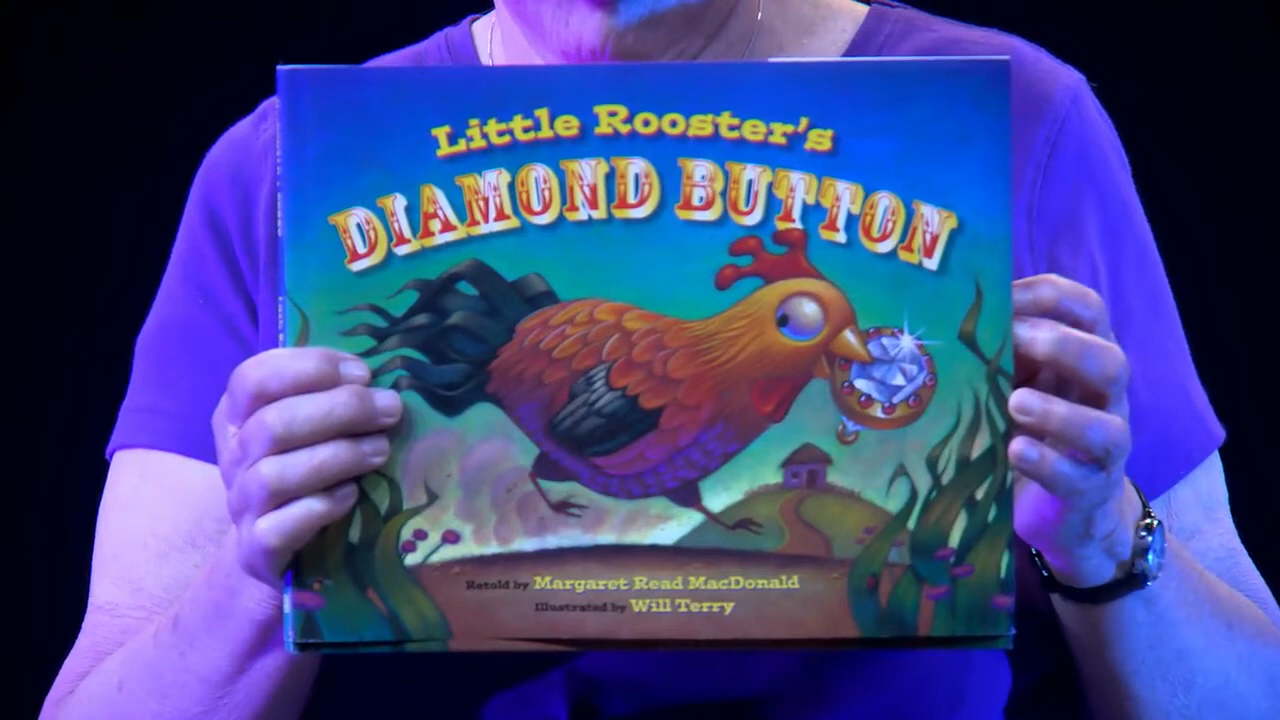 Little Rooster's
DIAMOND BUTTON
Retold by Margaret Read MacDonald
Illustrated by Will Terry